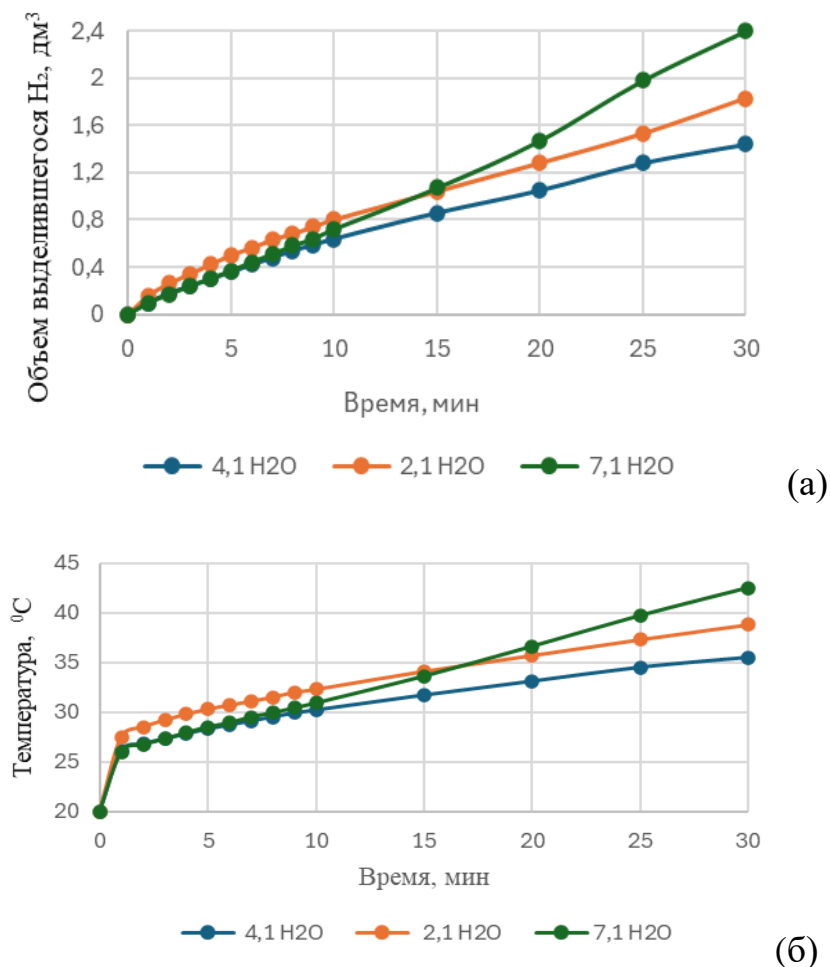 Объем выделившегося H₂, дм³
2,4
2
1,6
1,2
0,8
0,4
0
0 5 10 15 20 25 30
Время, мин
4,1 H2O 2,1 H2O 7,1 H2O
(а)
Температура, ⁰С
45
40
35
30
25
20
0 5 10 15 20 25 30
Время, мин
4,1 H2O 2,1 H2O 7,1 H2O
(б)